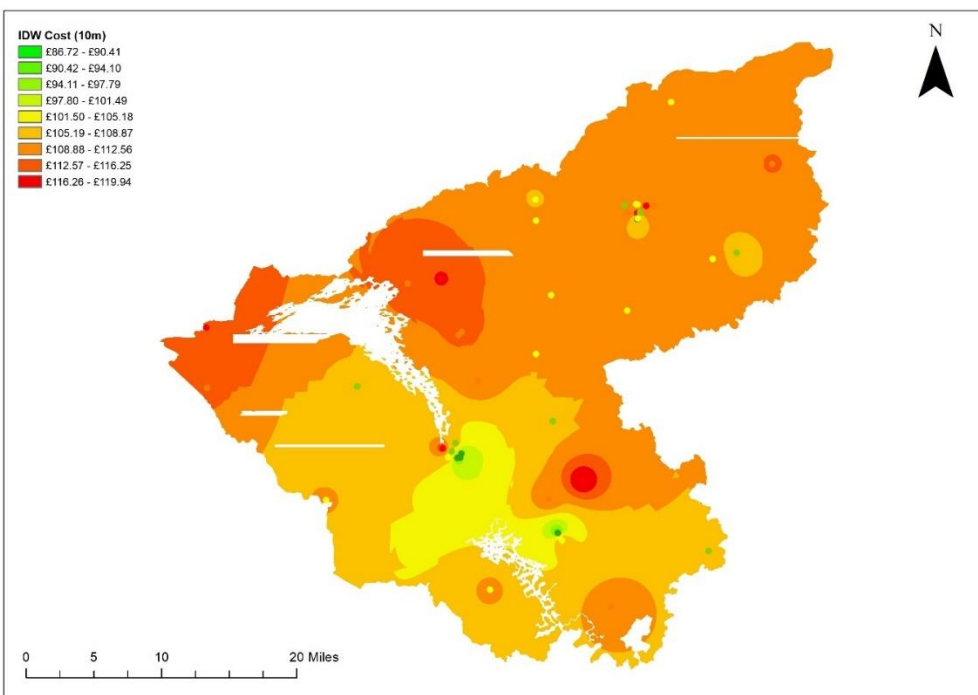 IDW Cost (10m)
£86.72 - £90.41
£90.42 - £94.10
£94.11 - £97.79
£97.80 - £101.49
£101.50 - £105.18
£105.19 - £108.87
£108.88 - £112.56
£112.57 - £116.25
£116.26 - £119.94
N
0 5 10 20 Miles